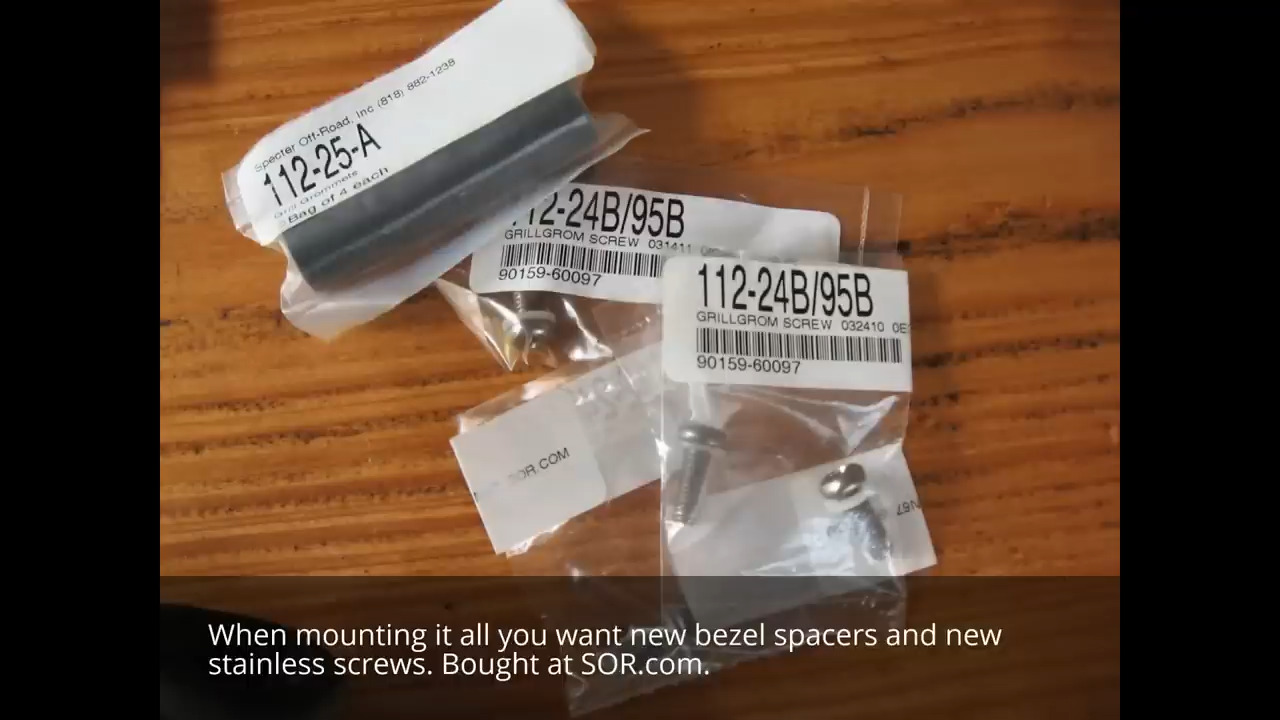 Specter Off-Road, Inc (818) 882-1238
112-25-A
Grill Grommets
Bag of 4 each
112-24B/95B
GRILLGROM SCREW 031411
90159-60097
112-24B/95B
GRILLGROM SCREW 032410
90159-60097
.COM
When mounting it all you want new bezel spacers and new
stainless screws. Bought at SOR.com.